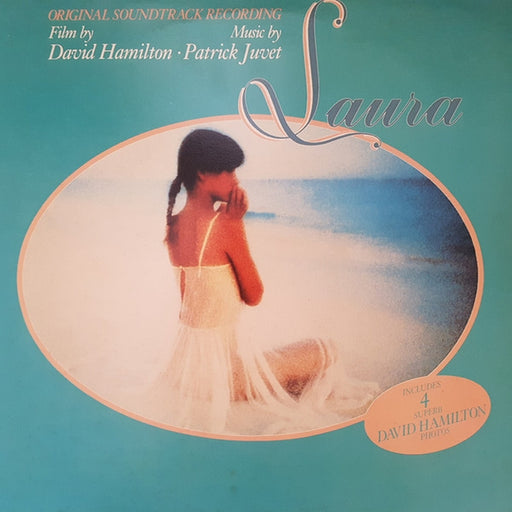 ORIGINAL SOUNDTRACK RECORDING
Film by Music by
David Hamilton · Patrick Juvet
Laura
INCLUDES
4
SUPERB
DAVID HAMILTON
PHOTOS